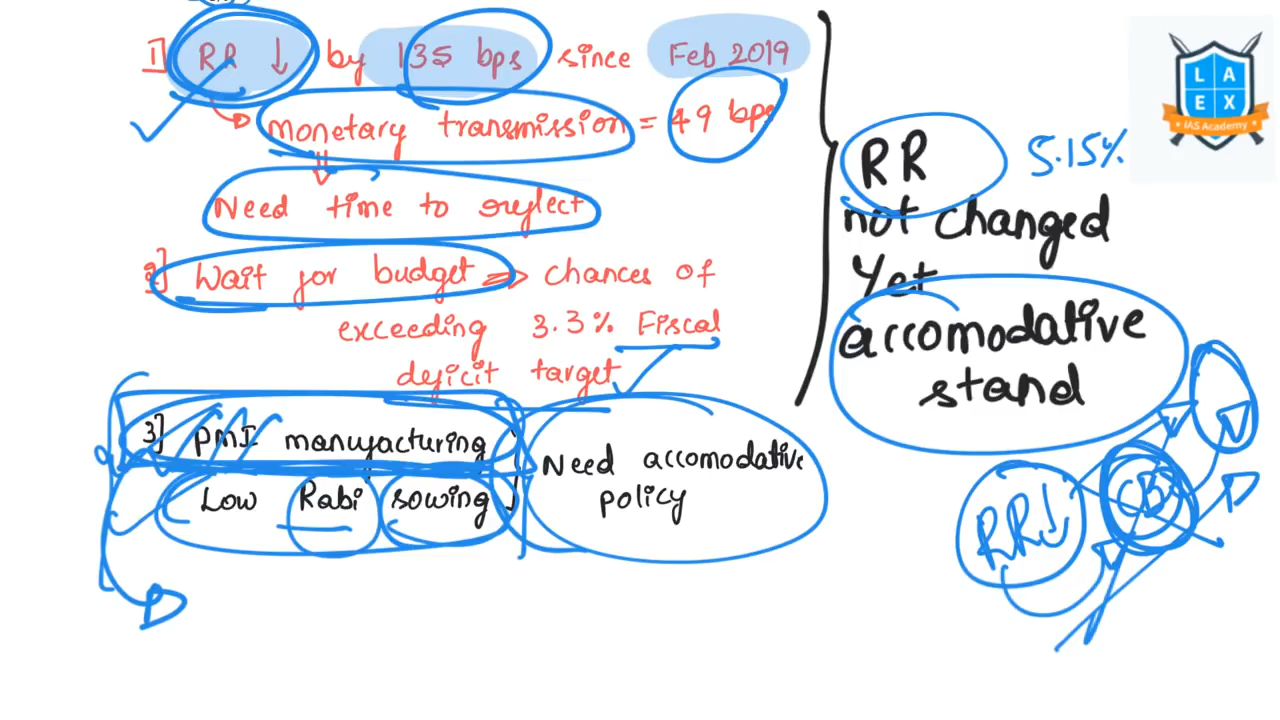 1] RR ↓ by 135 bps since Feb 2019
monetary transmission = 49 bps
Need time to reflect
2] Wait for budget ⇒ chances of
exceeding 3.3% Fiscal
deficit target
3] PMI manufacturing
Low Rabi sowing
Need accomodative
policy
RR 5.15%
not changed
Yet
accomodative
stand
RR↓
CB
L A
E X
IAS Academy